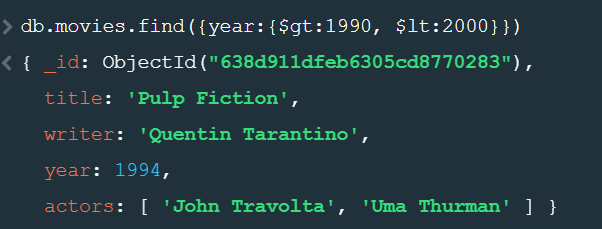 > db.movies.find({year:{$gt:1990, $lt:2000}})
< { _id: ObjectId("638d911dfeb6305cd8770283"),
title: 'Pulp Fiction',
writer: 'Quentin Tarantino',
year: 1994,
actors: [ 'John Travolta', 'Uma Thurman' ] }